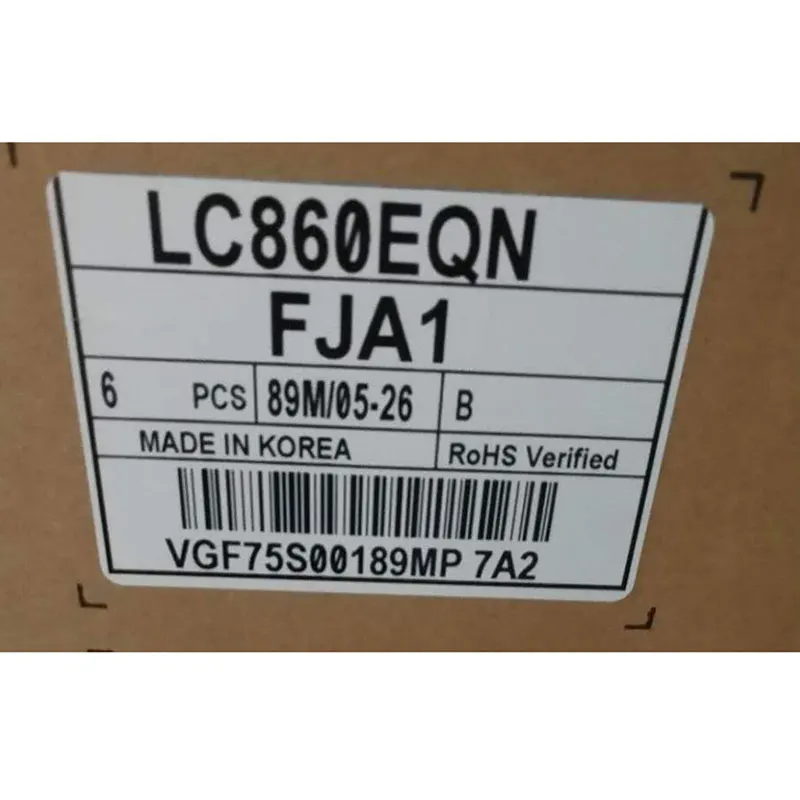 LC860EQN
FJA1
6 PCS 89M/05-26 B
MADE IN KOREA RoHS Verified
VGF75S00189MP 7A2